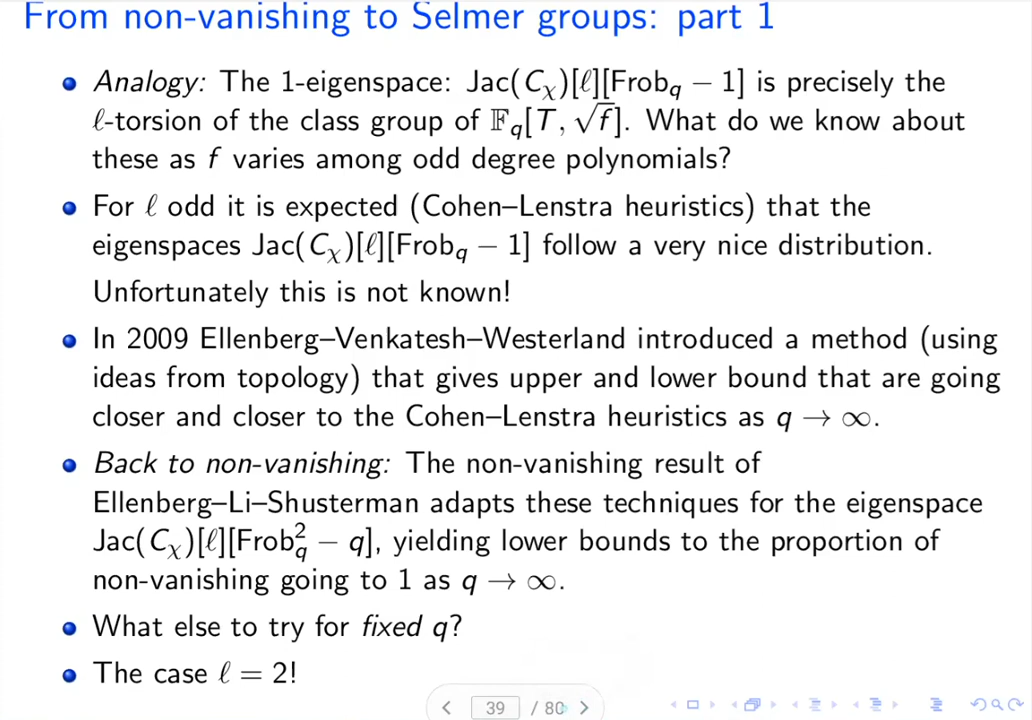 From non-vanishing to Selmer groups: part 1
Analogy: The 1-eigenspace: Jac(C_χ)[ℓ][Frob_q − 1] is precisely the
ℓ-torsion of the class group of 𝔽_q[T, √f]. What do we know about
these as f varies among odd degree polynomials?
For ℓ odd it is expected (Cohen–Lenstra heuristics) that the
eigenspaces Jac(C_χ)[ℓ][Frob_q − 1] follow a very nice distribution.
Unfortunately this is not known!
In 2009 Ellenberg–Venkatesh–Westerland introduced a method (using
ideas from topology) that gives upper and lower bound that are going
closer and closer to the Cohen–Lenstra heuristics as q → ∞.
Back to non-vanishing: The non-vanishing result of
Ellenberg–Li–Shusterman adapts these techniques for the eigenspace
Jac(C_χ)[ℓ][Frob_q^2 − q], yielding lower bounds to the proportion of
non-vanishing going to 1 as q → ∞.
What else to try for fixed q?
The case ℓ = 2!
39 / 80